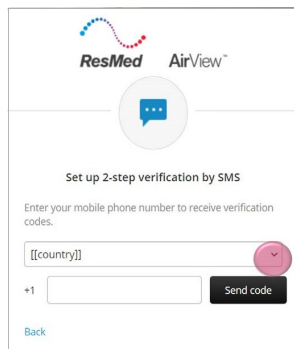 ResMed AirView™
Set up 2-step verification by SMS
Enter your mobile phone number to receive verification
codes.
[[country]]
+1 Send code
Back